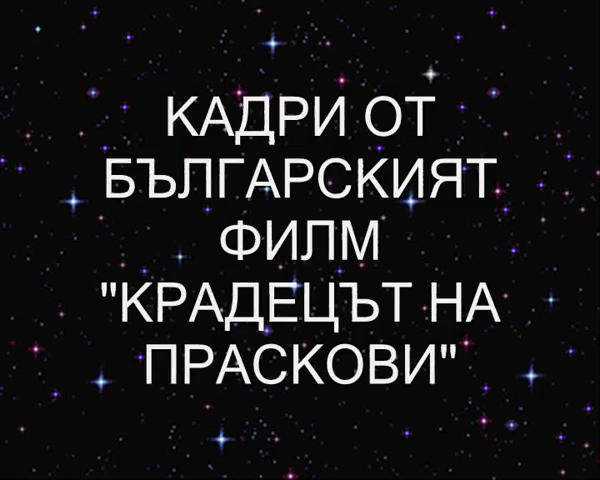 КАДРИ ОТ
БЪЛГАРСКИЯТ
ФИЛМ
"КРАДЕЦЪТ НА
ПРАСКОВИ"